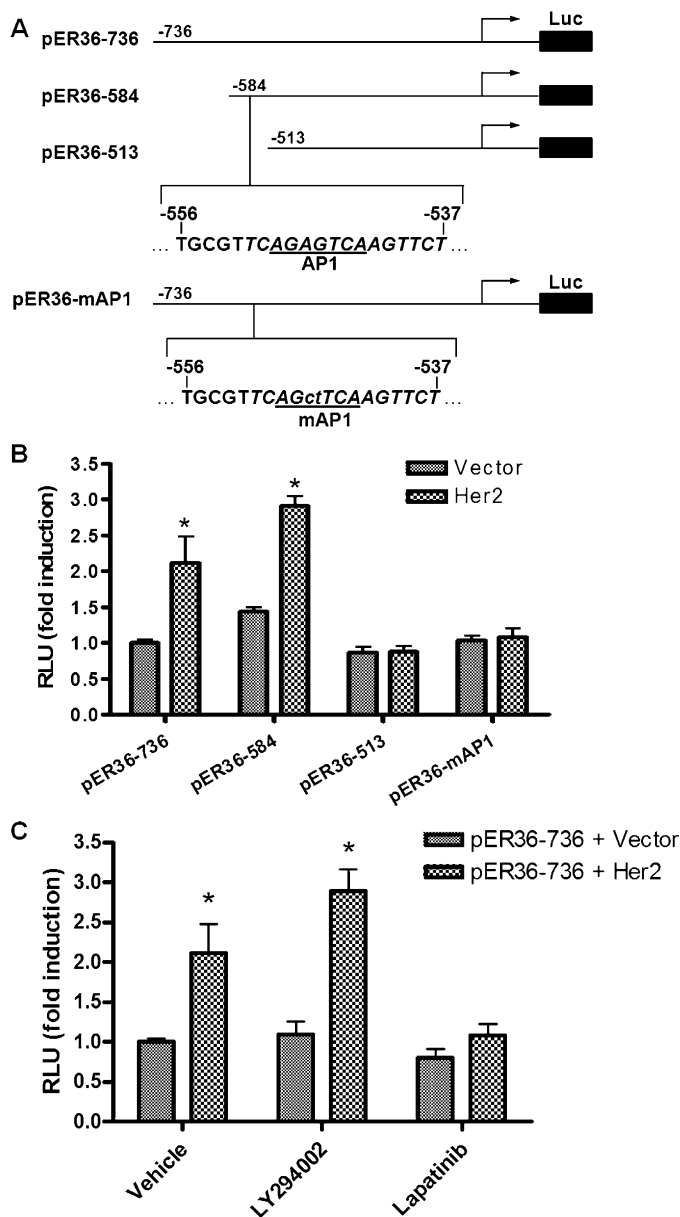 A
pER36-736
-736
Luc
pER36-584
-584
pER36-513
-513
-556
-537
... TGCGTTCAGAGTCAAGTTCT ...
AP1
pER36-mAP1
-736
Luc
-556
-537
... TGCGTTCAGctTCAAGTTCT ...
mAP1
B
Vector
Her2
RLU (fold induction)
3.5
3.0
2.5
2.0
1.5
1.0
0.5
0.0
*
*
pER36-736
pER36-584
pER36-513
pER36-mAP1
C
pER36-736 + Vector
pER36-736 + Her2
RLU (fold induction)
3.5
3.0
2.5
2.0
1.5
1.0
0.5
0.0
*
*
Vehicle
LY294002
Lapatinib